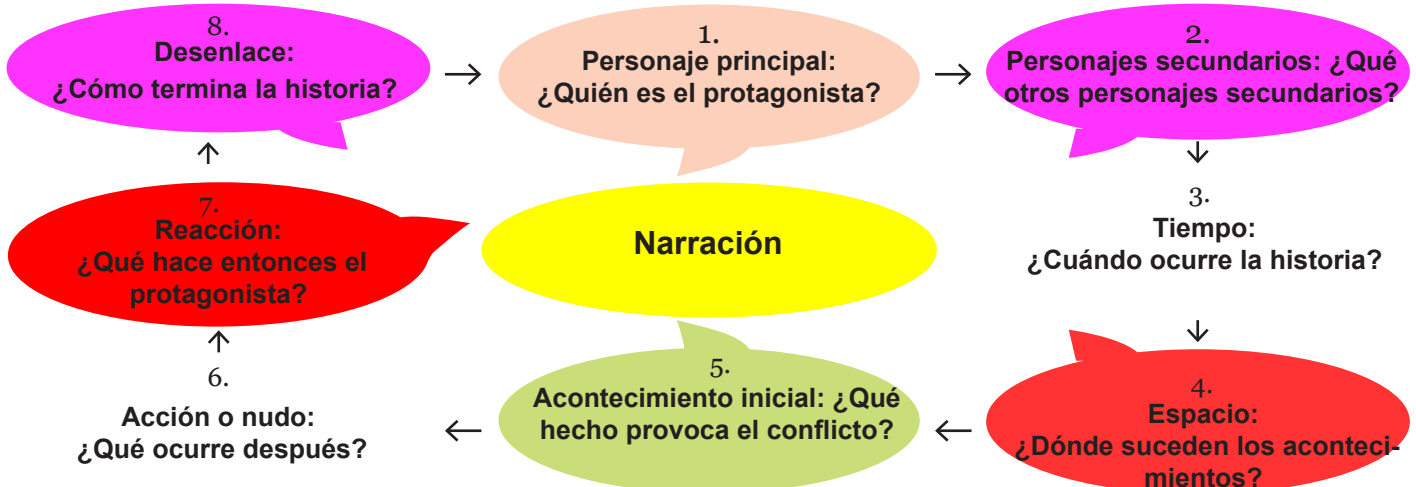 8.
Desenlace:
¿Cómo termina la historia?
1.
Personaje principal:
¿Quién es el protagonista?
2.
Personajes secundarios: ¿Qué
otros personajes secundarios?
7.
Reacción:
¿Qué hace entonces el
protagonista?
Narración
3.
Tiempo:
¿Cuándo ocurre la historia?
6.
Acción o nudo:
¿Qué ocurre después?
5.
Acontecimiento inicial: ¿Qué
hecho provoca el conflicto?
4.
Espacio:
¿Dónde suceden los aconteci-
mientos?